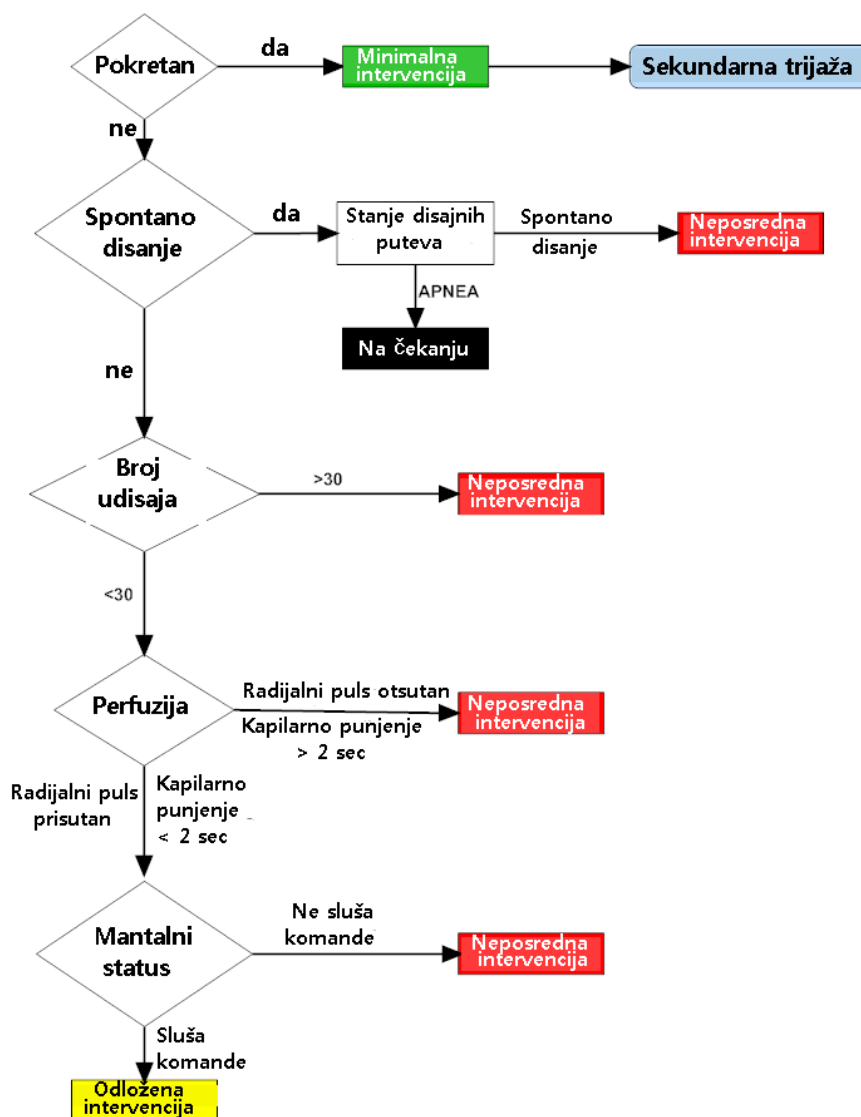 Pokretan
da
Minimalna
intervencija
Sekundarna trijaža
ne
Spontano
disanje
da
Stanje disajnih
puteva
Spontano
disanje
Neposredna
intervencija
APNEA
Na čekanju
ne
Broj
udisaja
>30
Neposredna
intervencija
<30
Perfuzija
Radijalni puls otsutan
Kapilarno punjenje
> 2 sec
Neposredna
intervencija
Radijalni puls
prisutan
Kapilarno
punjenje
< 2 sec
Mantalni
status
Ne sluša
komande
Neposredna
intervencija
Sluša
komande
Odložena
intervencija